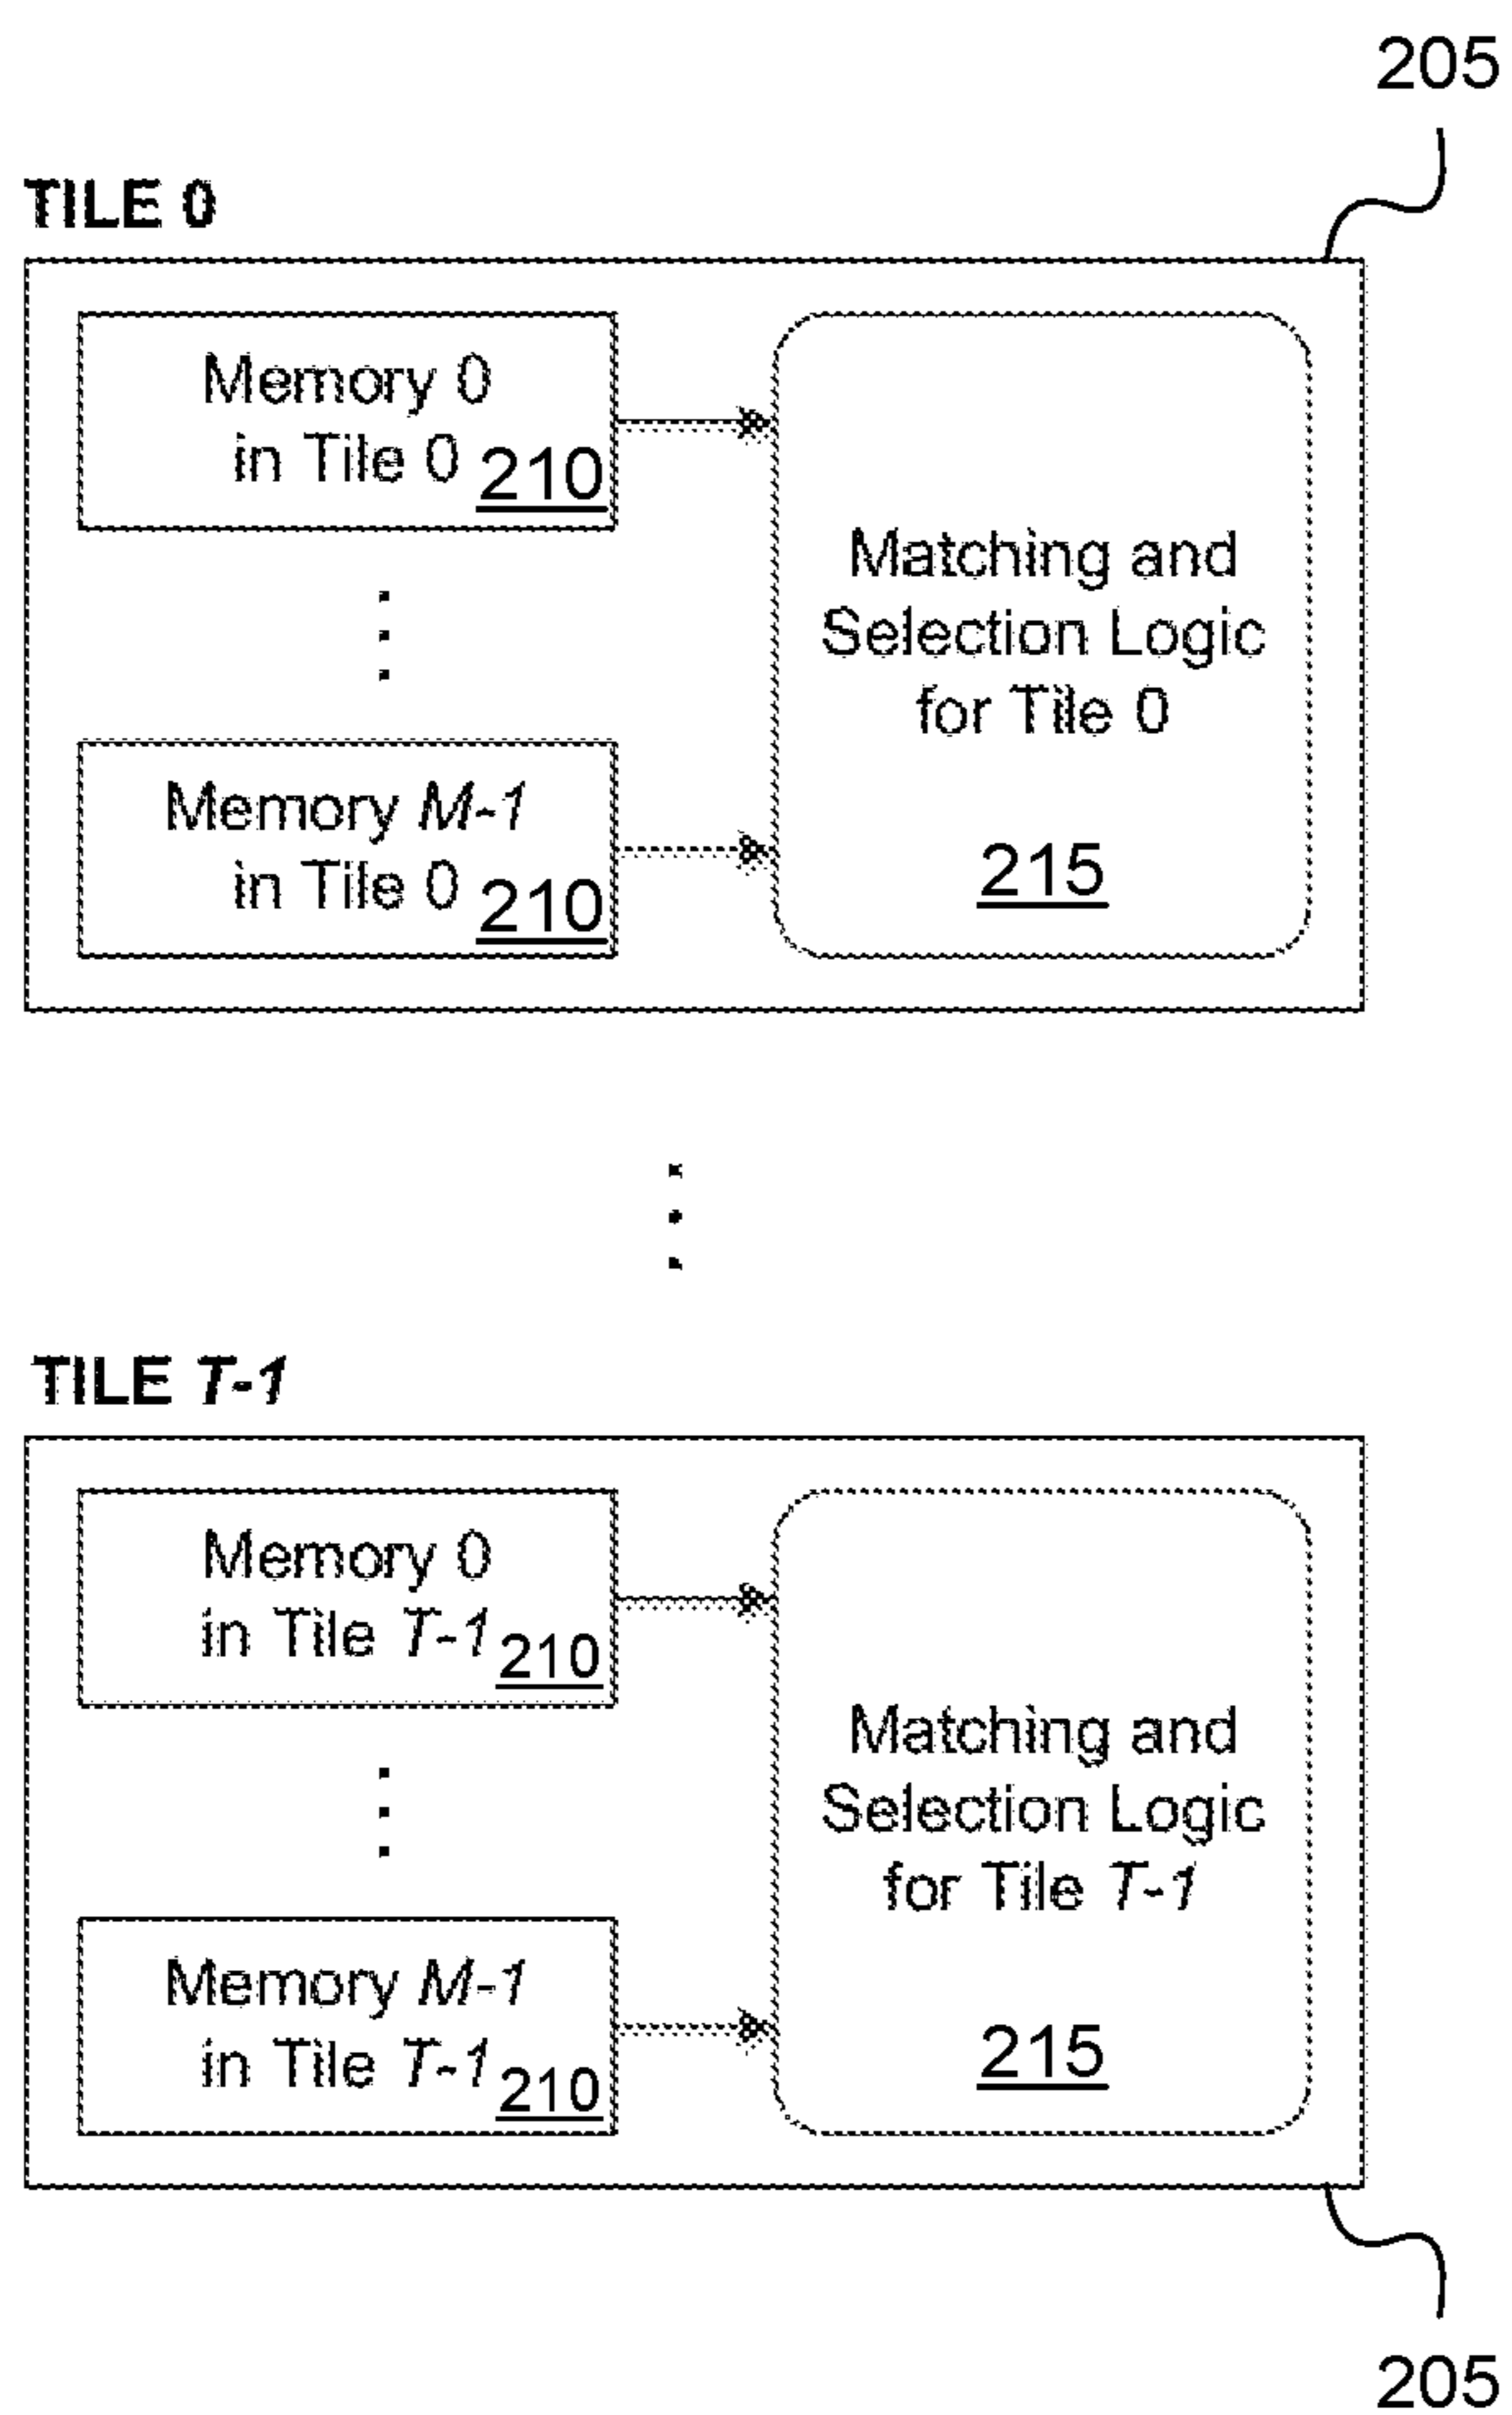 205
TILE 0
Memory 0
in Tile 0 210
Matching and
Selection Logic
for Tile 0
215
Memory M-1
in Tile 0 210
TILE T-1
Memory 0
in Tile T-1 210
Matching and
Selection Logic
for Tile T-1
215
Memory M-1
in Tile T-1 210
205